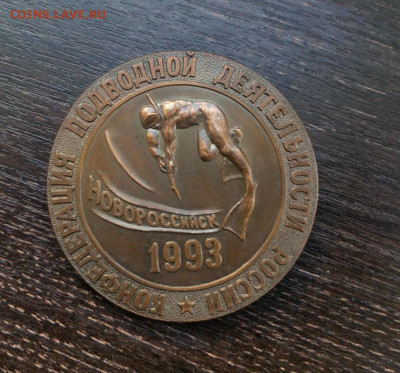 coins.lave.ru
КОНФЕДЕРАЦИЯ ПОДВОДНОЙ ДЕЯТЕЛЬНОСТИ РОССИИ
НОВОРОССИЙСК
1993